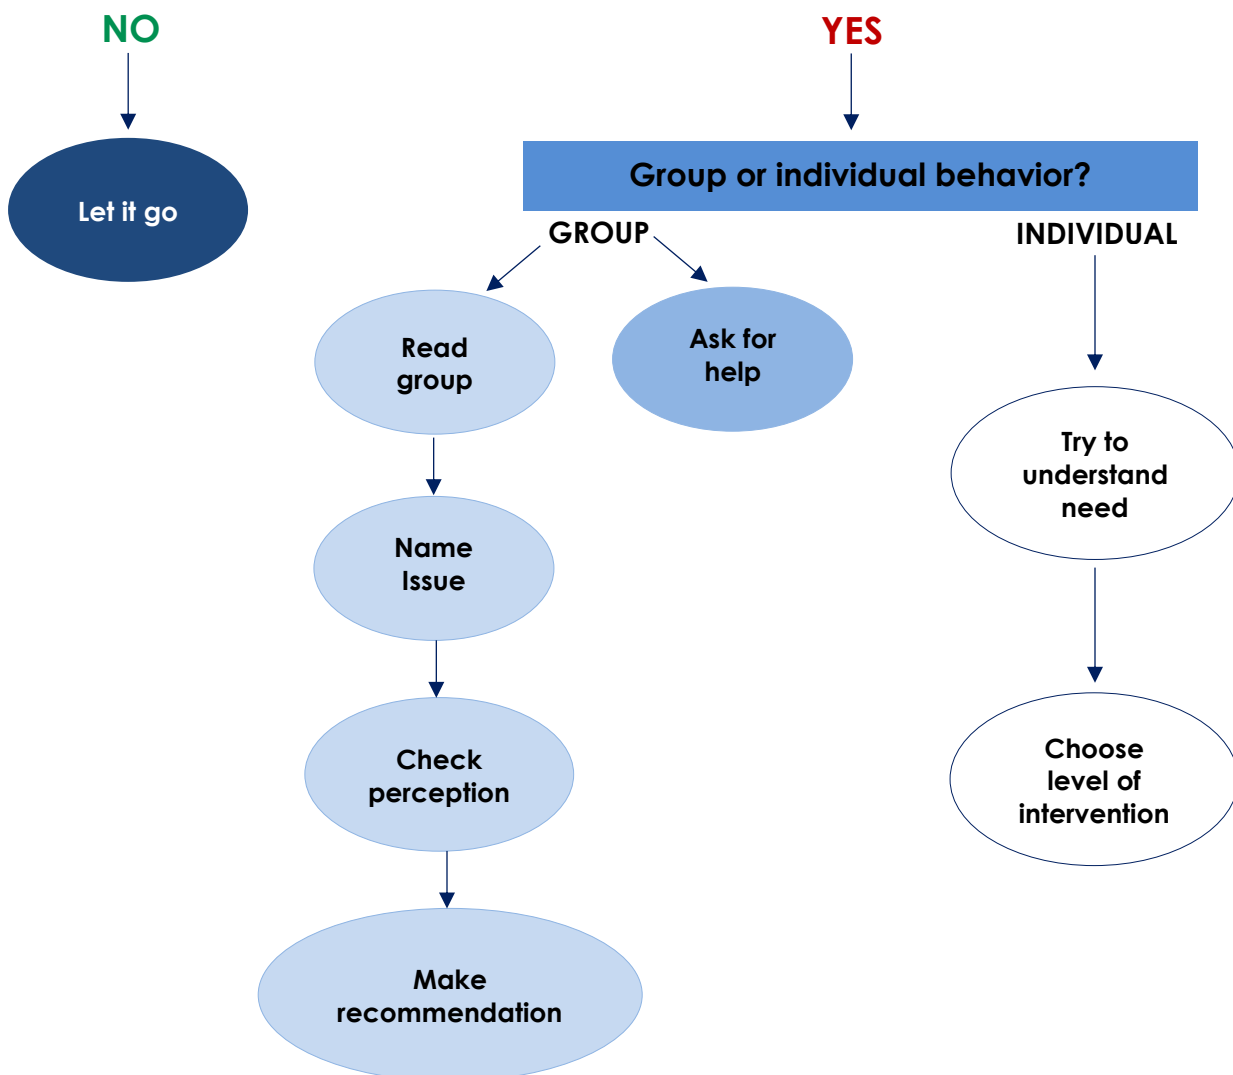 NO
YES
Let it go
Group or individual behavior?
GROUP
INDIVIDUAL
Read
group
Ask for
help
Try to
understand
need
Name
Issue
Check
perception
Choose
level of
intervention
Make
recommendation